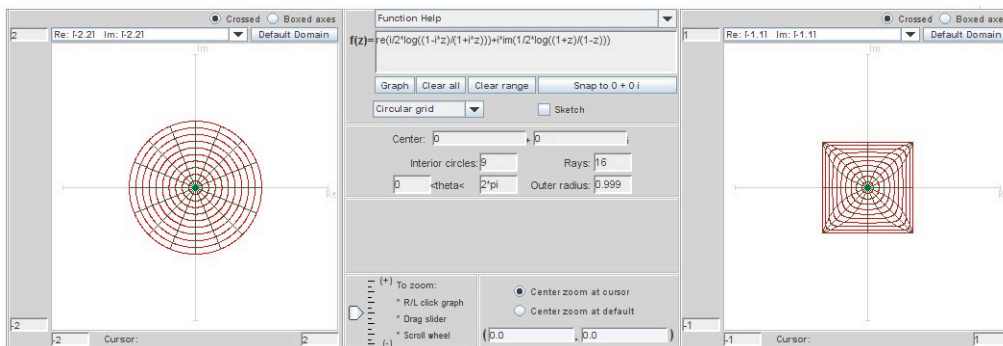 Crossed Boxed axes
2 Re: [-2,2] Im: [-2,2] Default Domain
Im
Re
-2
-2 Cursor: 2
Function Help
f(z)= re(i/2*log((1-i*z)/(1+i*z)))+i*im(1/2*log((1+z)/(1-z)))
Graph Clear all Clear range Snap to 0 + 0 i
Circular grid Sketch
Center: 0 + 0 i
Interior circles: 9 Rays: 16
0 <theta< 2*pi Outer radius: 0.999
(+) To zoom:
* R/L click graph
* Drag slider
* Scroll wheel
(-)
Center zoom at cursor
Center zoom at default
( 0.0 , 0.0 )
Crossed Boxed axes
1 Re: [-1,1] Im: [-1,1] Default Domain
Im
R
-1
-1 Cursor: 1